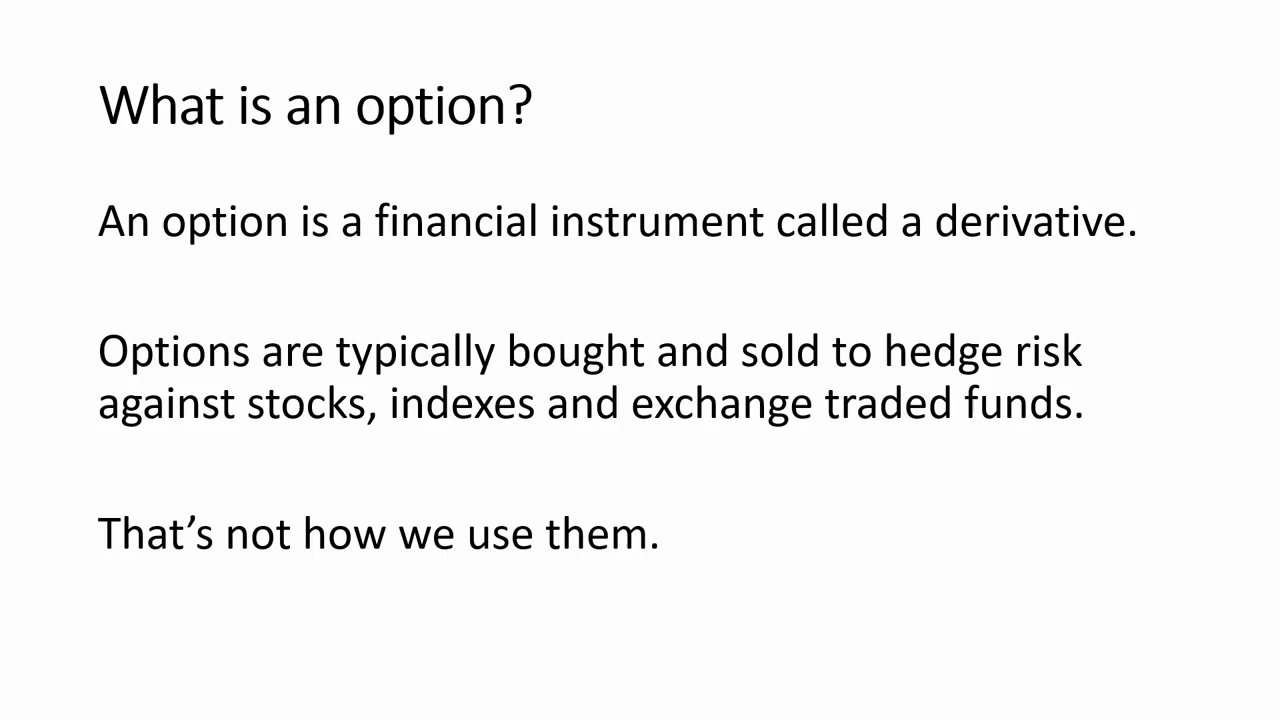 What is an option?
An option is a financial instrument called a derivative.
Options are typically bought and sold to hedge risk
against stocks, indexes and exchange traded funds.
That’s not how we use them.